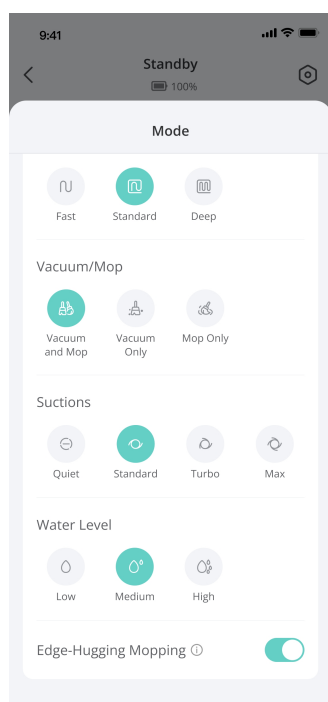 9:41
Standby
100%
Mode
Fast Standard Deep
Vacuum/Mop
Vacuum and Mop Vacuum Only Mop Only
Suctions
Quiet Standard Turbo Max
Water Level
Low Medium High
Edge-Hugging Mopping